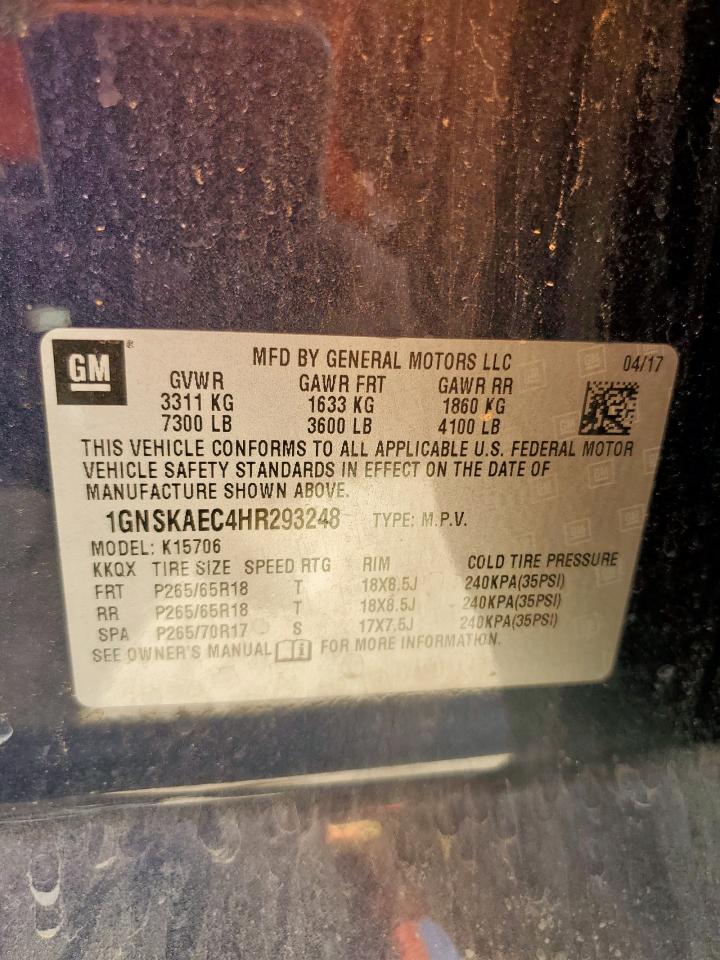 GM ® MFD BY GENERAL MOTORS LLC 04/17
GVWR GAWR FRT GAWR RR
3311 KG 1633 KG 1860 KG
7300 LB 3600 LB 4100 LB
THIS VEHICLE CONFORMS TO ALL APPLICABLE U.S. FEDERAL MOTOR
VEHICLE SAFETY STANDARDS IN EFFECT ON THE DATE OF
MANUFACTURE SHOWN ABOVE.
1GNSKAEC4HR293248 TYPE: M.P.V.
MODEL: K15706
KKQX TIRE SIZE SPEED RTG RIM COLD TIRE PRESSURE
FRT P265/65R18 T 18X8.5J 240KPA(35PSI)
RR P265/65R18 T 18X8.5J 240KPA(35PSI)
SPA P265/70R17 S 17X7.5J 240KPA(35PSI)
SEE OWNER'S MANUAL FOR MORE INFORMATION.